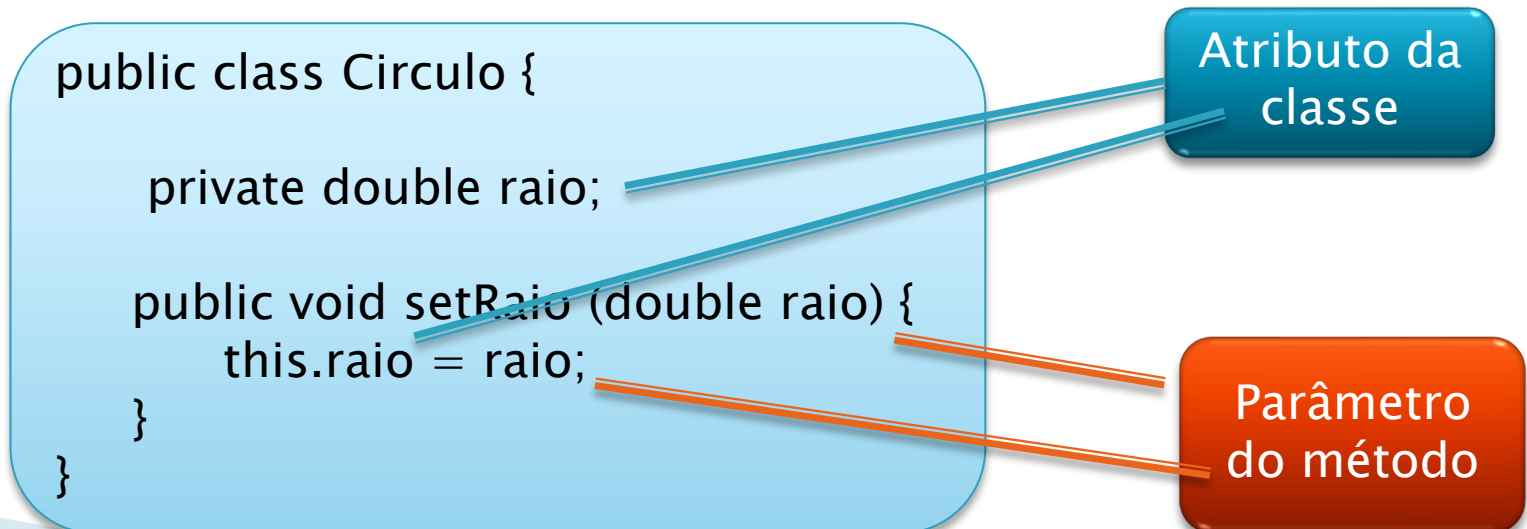 public class Circulo {
private double raio;
public void setRaio (double raio) {
this.raio = raio;
}
}
Atributo da
classe
Parâmetro
do método